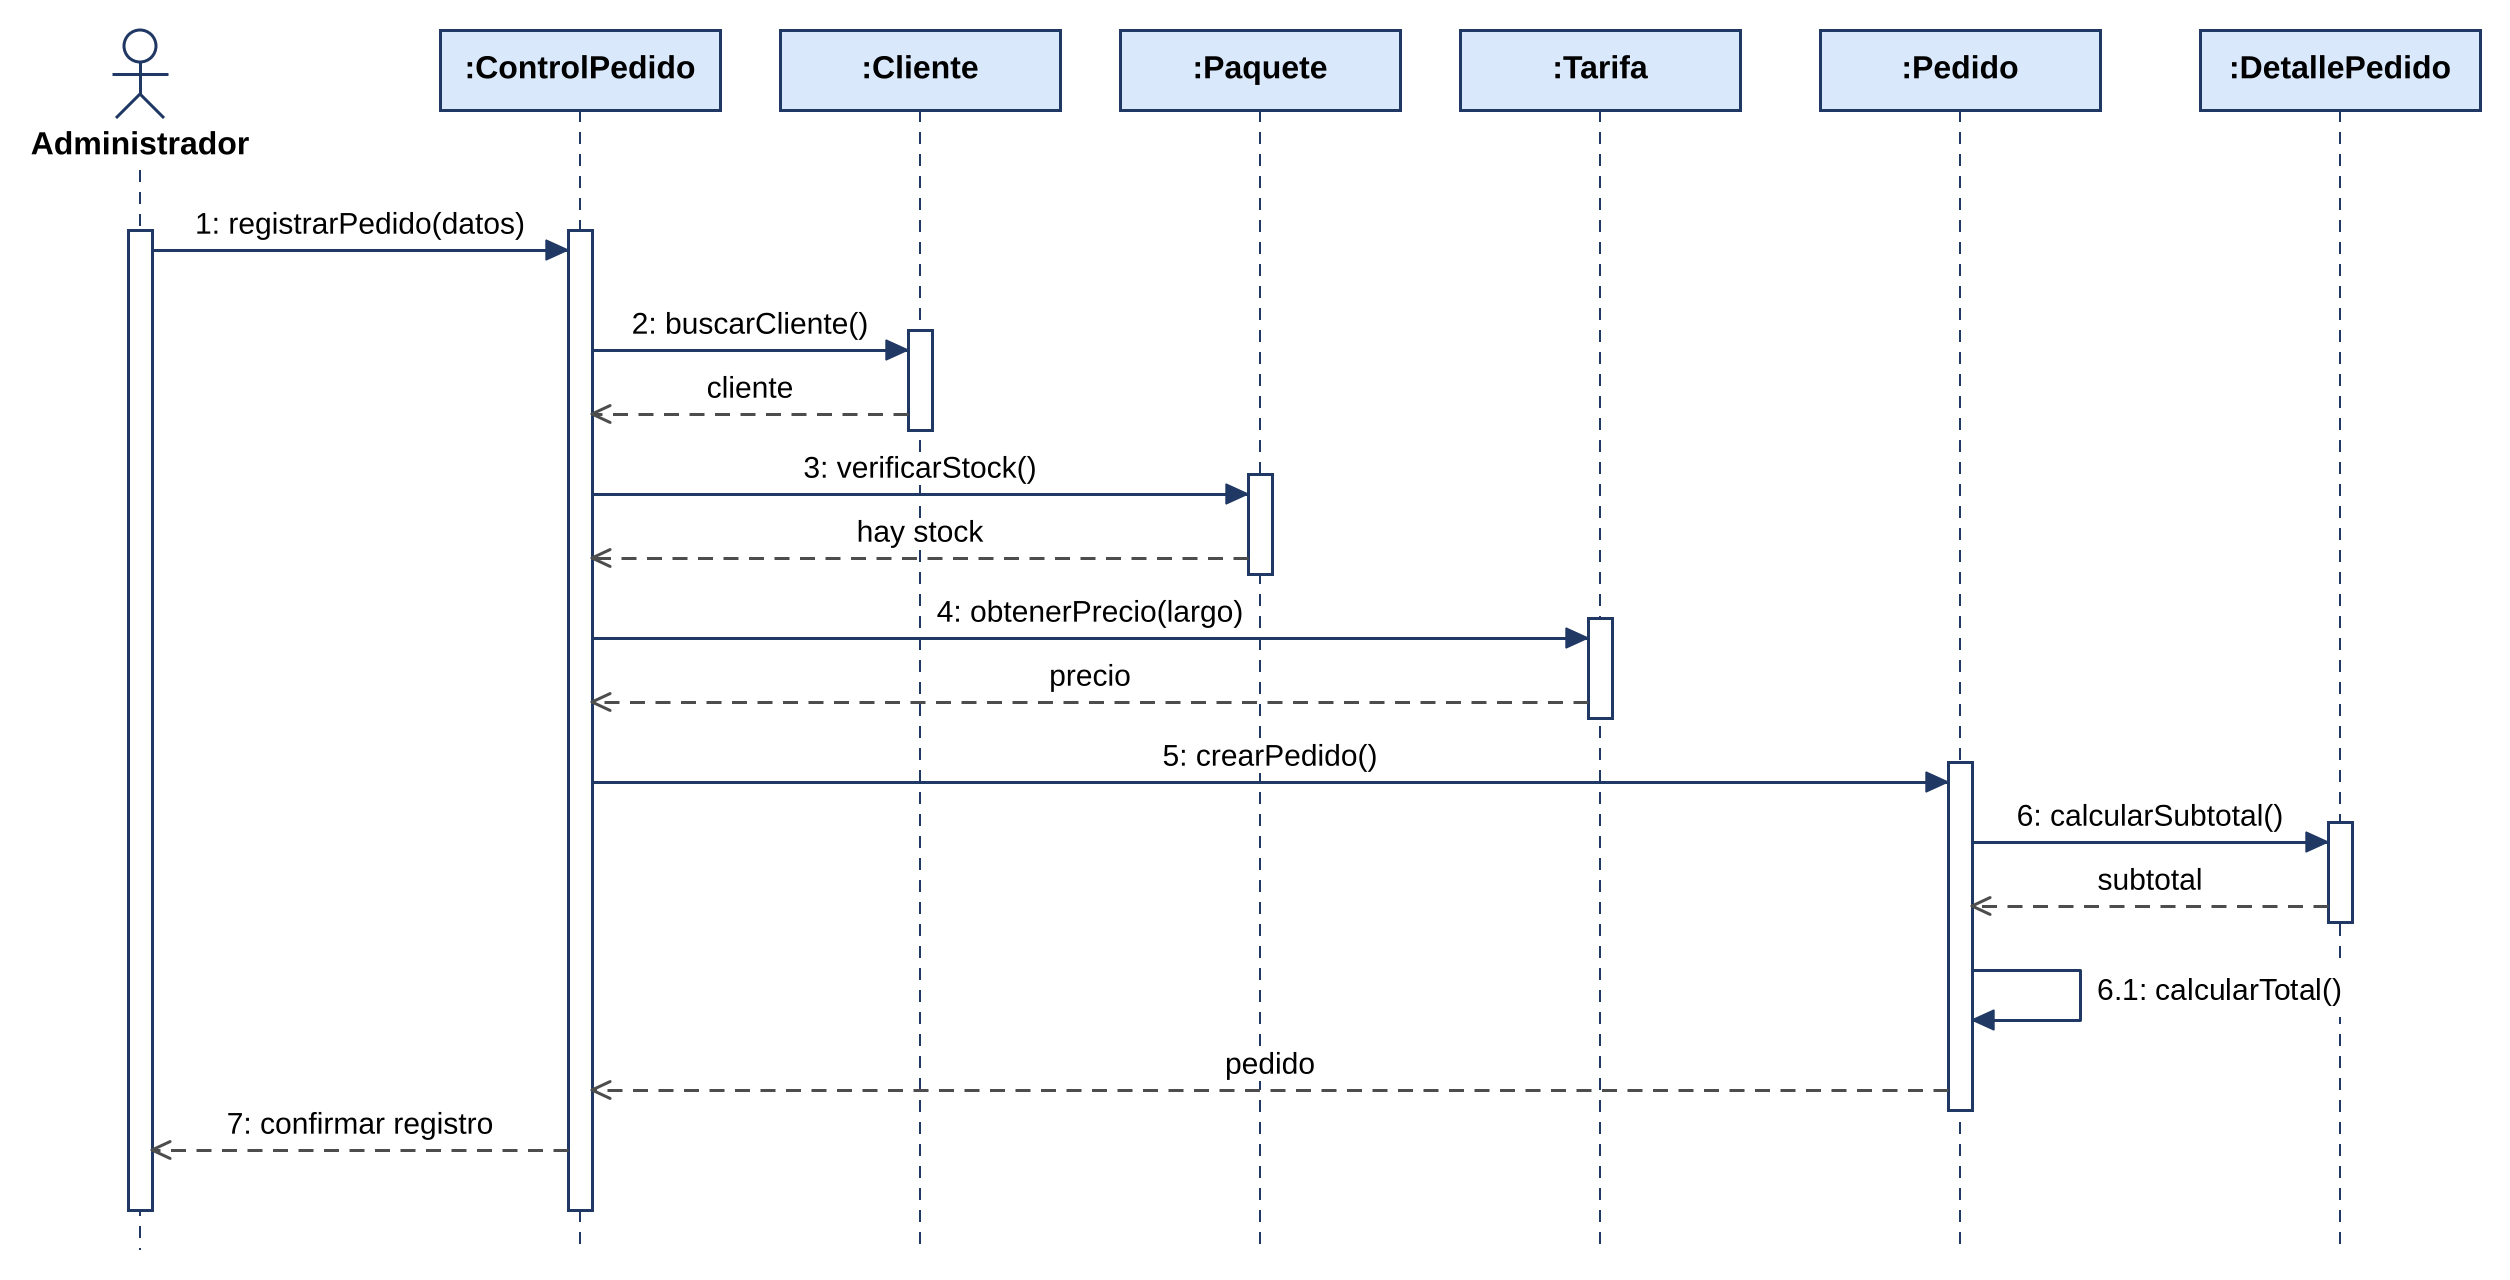 :ControlPedido
:Cliente
:Paquete
:Tarifa
:Pedido
:DetallePedido
Administrador
1: registrarPedido(datos)
2: buscarCliente()
cliente
3: verificarStock()
hay stock
4: obtenerPrecio(largo)
precio
5: crearPedido()
6: calcularSubtotal()
subtotal
6.1: calcularTotal()
pedido
7: confirmar registro